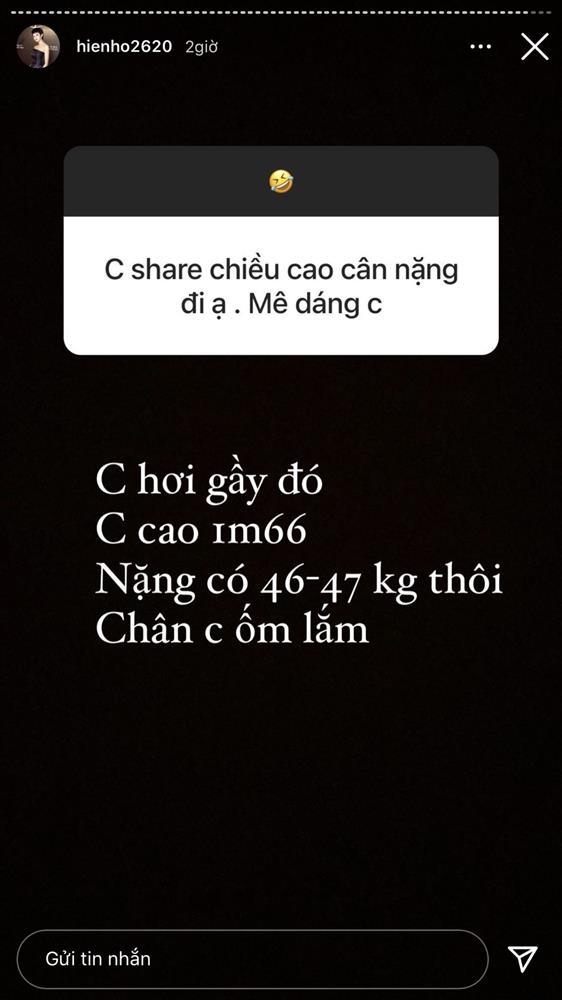 hienho2620 2giờ
🤣
C share chiều cao cân nặng
đi ạ . Mê dáng c
C hơi gầy đó
C cao 1m66
Nặng có 46-47 kg thôi
Chân c ốm lắm
Gửi tin nhắn